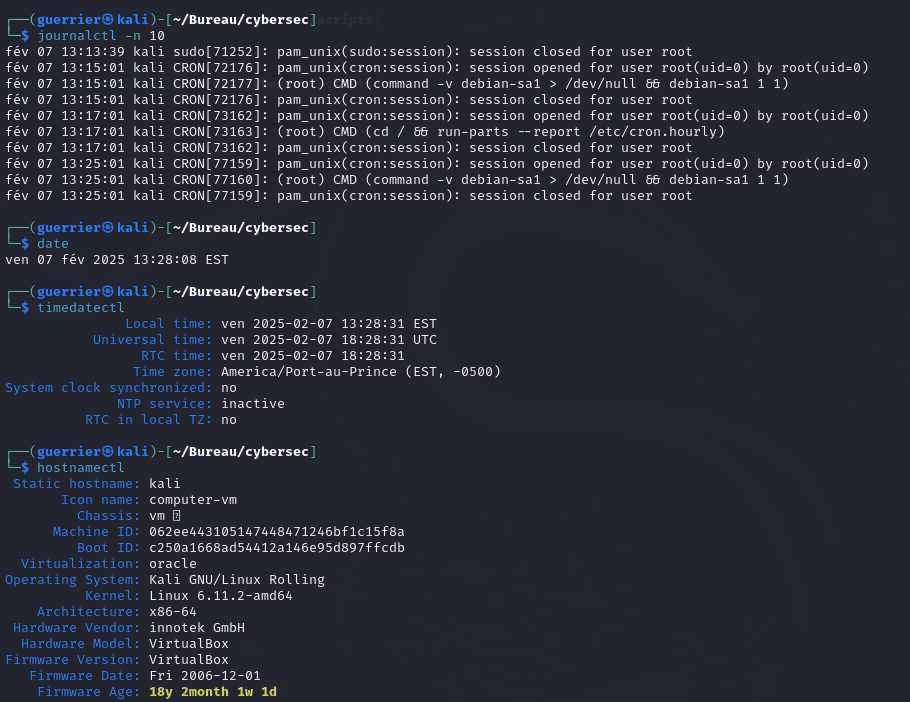 ┌──(guerrier㉿kali)-[~/Bureau/cybersec]scripts]
└─$ journalctl -n 10
fév 07 13:13:39 kali sudo[71252]: pam_unix(sudo:session): session closed for user root
fév 07 13:15:01 kali CRON[72176]: pam_unix(cron:session): session opened for user root(uid=0) by root(uid=0)
fév 07 13:15:01 kali CRON[72177]: (root) CMD (command -v debian-sa1 > /dev/null && debian-sa1 1 1)
fév 07 13:15:01 kali CRON[72176]: pam_unix(cron:session): session closed for user root
fév 07 13:17:01 kali CRON[73162]: pam_unix(cron:session): session opened for user root(uid=0) by root(uid=0)
fév 07 13:17:01 kali CRON[73163]: (root) CMD (cd / && run-parts --report /etc/cron.hourly)
fév 07 13:17:01 kali CRON[73162]: pam_unix(cron:session): session closed for user root
fév 07 13:25:01 kali CRON[77159]: pam_unix(cron:session): session opened for user root(uid=0) by root(uid=0)
fév 07 13:25:01 kali CRON[77160]: (root) CMD (command -v debian-sa1 > /dev/null && debian-sa1 1 1)
fév 07 13:25:01 kali CRON[77159]: pam_unix(cron:session): session closed for user root
┌──(guerrier㉿kali)-[~/Bureau/cybersec]
└─$ date
ven 07 fév 2025 13:28:08 EST
┌──(guerrier㉿kali)-[~/Bureau/cybersec]
└─$ timedatectl
Local time: ven 2025-02-07 13:28:31 EST
Universal time: ven 2025-02-07 18:28:31 UTC
RTC time: ven 2025-02-07 18:28:31
Time zone: America/Port-au-Prince (EST, -0500)
System clock synchronized: no
NTP service: inactive
RTC in local TZ: no
┌──(guerrier㉿kali)-[~/Bureau/cybersec]
└─$ hostnamectl
Static hostname: kali
Icon name: computer-vm
Chassis: vm
Machine ID: 062ee443105147448471246bf1c15f8a
Boot ID: c250a1668ad54412a146e95d897ffcdb
Virtualization: oracle
Operating System: Kali GNU/Linux Rolling
Kernel: Linux 6.11.2-amd64
Architecture: x86-64
Hardware Vendor: innotek GmbH
Hardware Model: VirtualBox
Firmware Version: VirtualBox
Firmware Date: Fri 2006-12-01
Firmware Age: 18y 2month 1w 1d